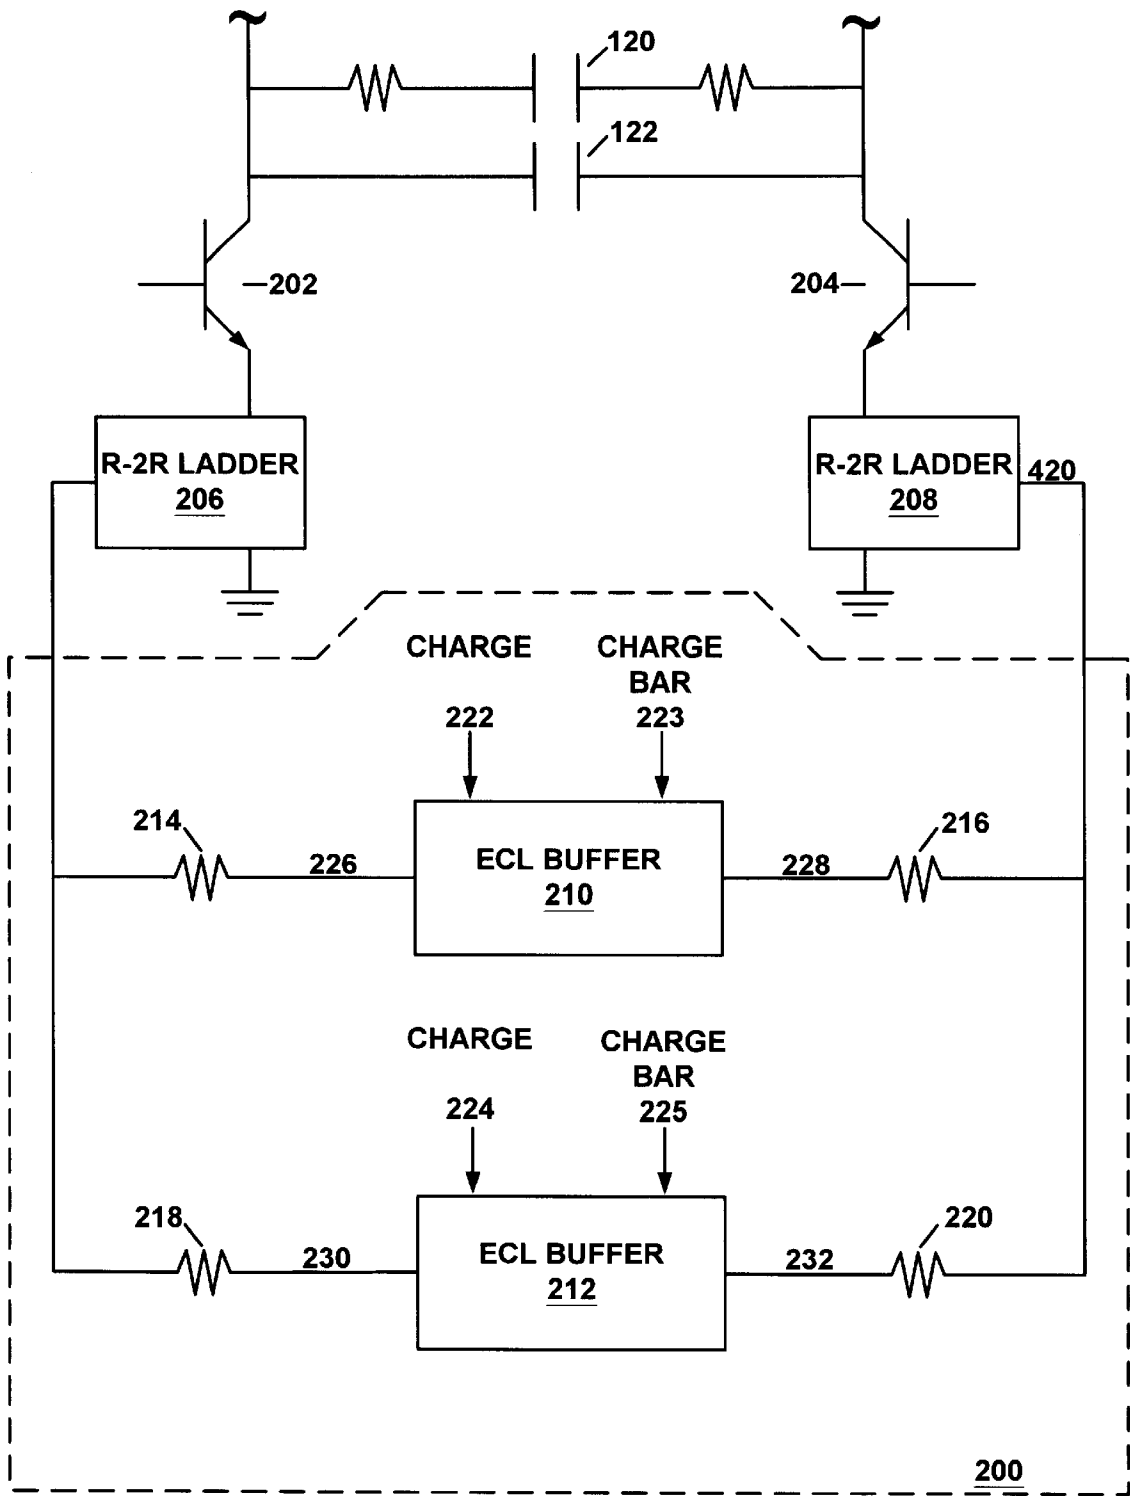 120
122
202
204
R-2R LADDER
206
R-2R LADDER
208
420
CHARGE
222
CHARGE
BAR
223
214
226
ECL BUFFER
210
228
216
CHARGE
224
CHARGE
BAR
225
218
230
ECL BUFFER
212
232
220
200